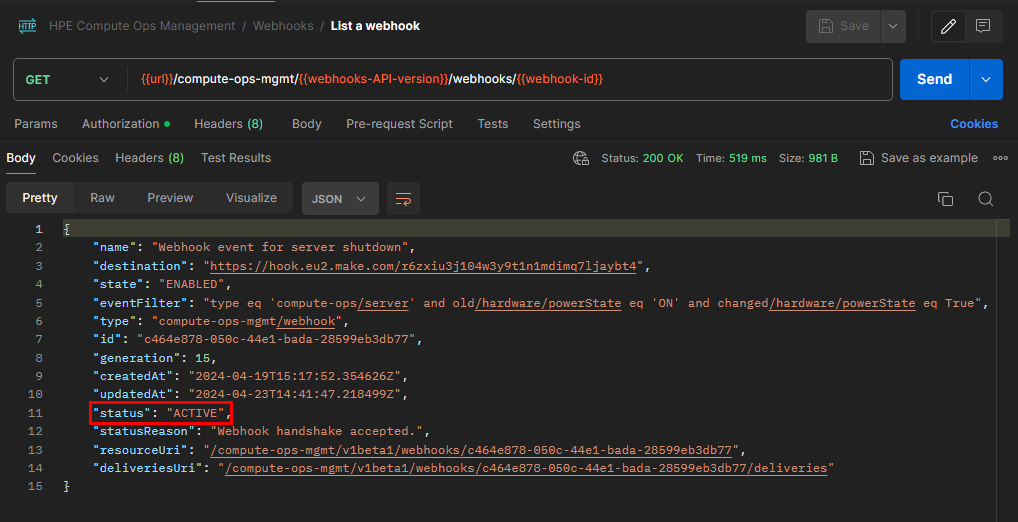 HTTP HPE Compute Ops Management / Webhooks / List a webhook Save
GET {{url}}/compute-ops-mgmt/{{webhooks-API-version}}/webhooks/{{webhook-id}} Send
Params Authorization Headers (8) Body Pre-request Script Tests Settings Cookies
Body Cookies Headers (8) Test Results Status: 200 OK Time: 519 ms Size: 981 B Save as example
Pretty Raw Preview Visualize JSON
1 {
2 "name": "Webhook event for server shutdown",
3 "destination": "https://hook.eu2.make.com/r6zxiu3j104w3y9t1n1mdimq7ljaybt4",
4 "state": "ENABLED",
5 "eventFilter": "type eq 'compute-ops/server' and old/hardware/powerState eq 'ON' and changed/hardware/powerState eq True",
6 "type": "compute-ops-mgmt/webhook",
7 "id": "c464e878-050c-44e1-bada-28599eb3db77",
8 "generation": 15,
9 "createdAt": "2024-04-19T15:17:52.354626Z",
10 "updatedAt": "2024-04-23T14:41:47.218499Z",
11 "status": "ACTIVE",
12 "statusReason": "Webhook handshake accepted.",
13 "resourceUri": "/compute-ops-mgmt/v1beta1/webhooks/c464e878-050c-44e1-bada-28599eb3db77",
14 "deliveriesUri": "/compute-ops-mgmt/v1beta1/webhooks/c464e878-050c-44e1-bada-28599eb3db77/deliveries"
15 }